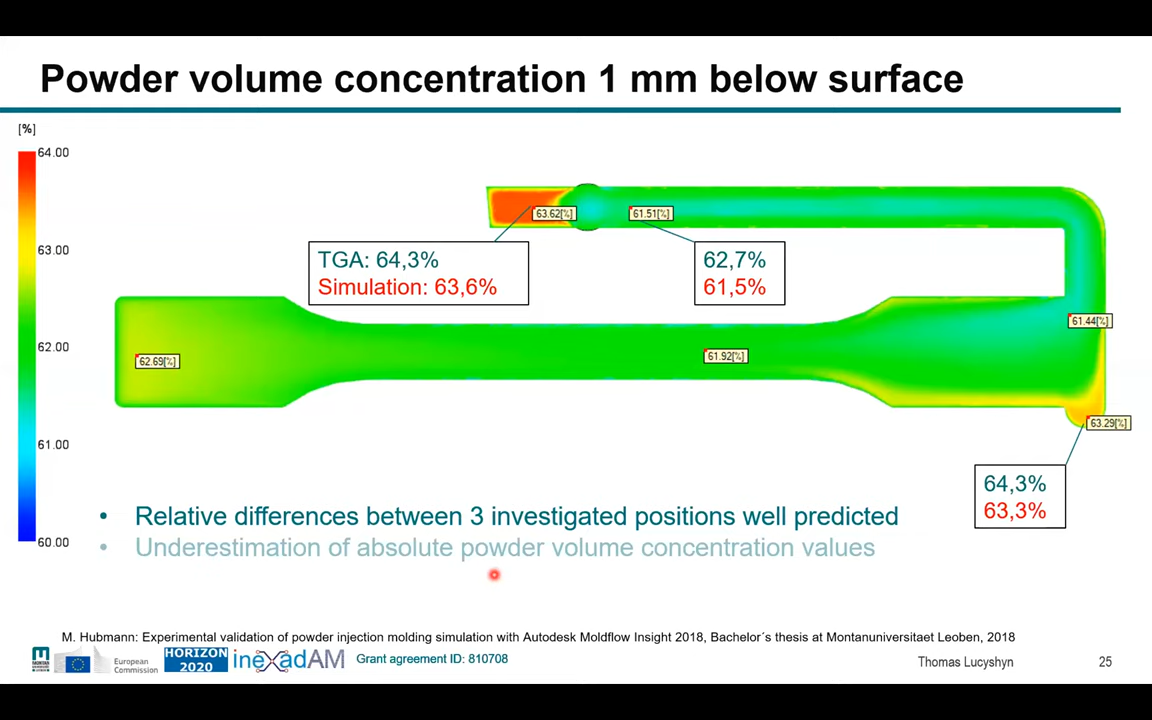 Powder volume concentration 1 mm below surface
[%]
64.00
63.00
62.00
61.00
60.00
63.62[%]
61.51[%]
TGA: 64,3%
Simulation: 63,6%
62,7%
61,5%
61.44[%]
62.69[%]
61.92[%]
63.29[%]
64,3%
63,3%
• Relative differences between 3 investigated positions well predicted
• Underestimation of absolute powder volume concentration values
M. Hubmann: Experimental validation of powder injection molding simulation with Autodesk Moldflow Insight 2018, Bachelor´s thesis at Montanuniversitaet Leoben, 2018
European
Commission
HORIZON
2020
inexadAM
Grant agreement ID: 810708
Thomas Lucyshyn
25